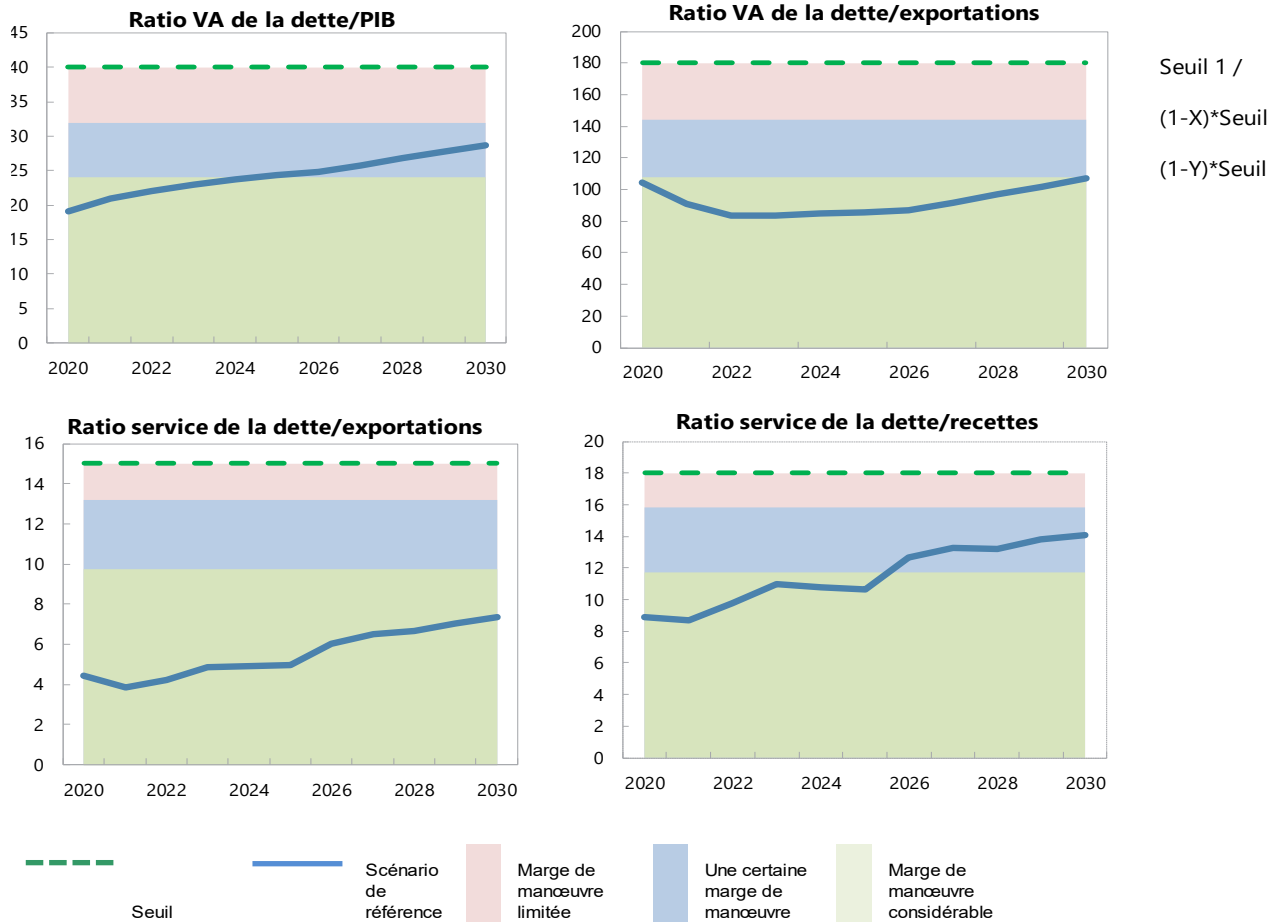 Ratio VA de la dette/PIB
45
40
35
30
25
20
15
10
5
0
2020 2022 2024 2026 2028 2030
Ratio VA de la dette/exportations
200
180
160
140
120
100
80
60
40
20
0
2020 2022 2024 2026 2028 2030
Seuil 1 /
(1-X)*Seuil
(1-Y)*Seuil
Ratio service de la dette/exportations
16
14
12
10
8
6
4
2
0
2020 2022 2024 2026 2028 2030
Ratio service de la dette/recettes
20
18
16
14
12
10
8
6
4
2
0
2020 2022 2024 2026 2028 2030
Seuil
Scénario
de
référence
Marge de
manœuvre
limitée
Une certaine
marge de
manœuvre
Marge de
manœuvre
considérable